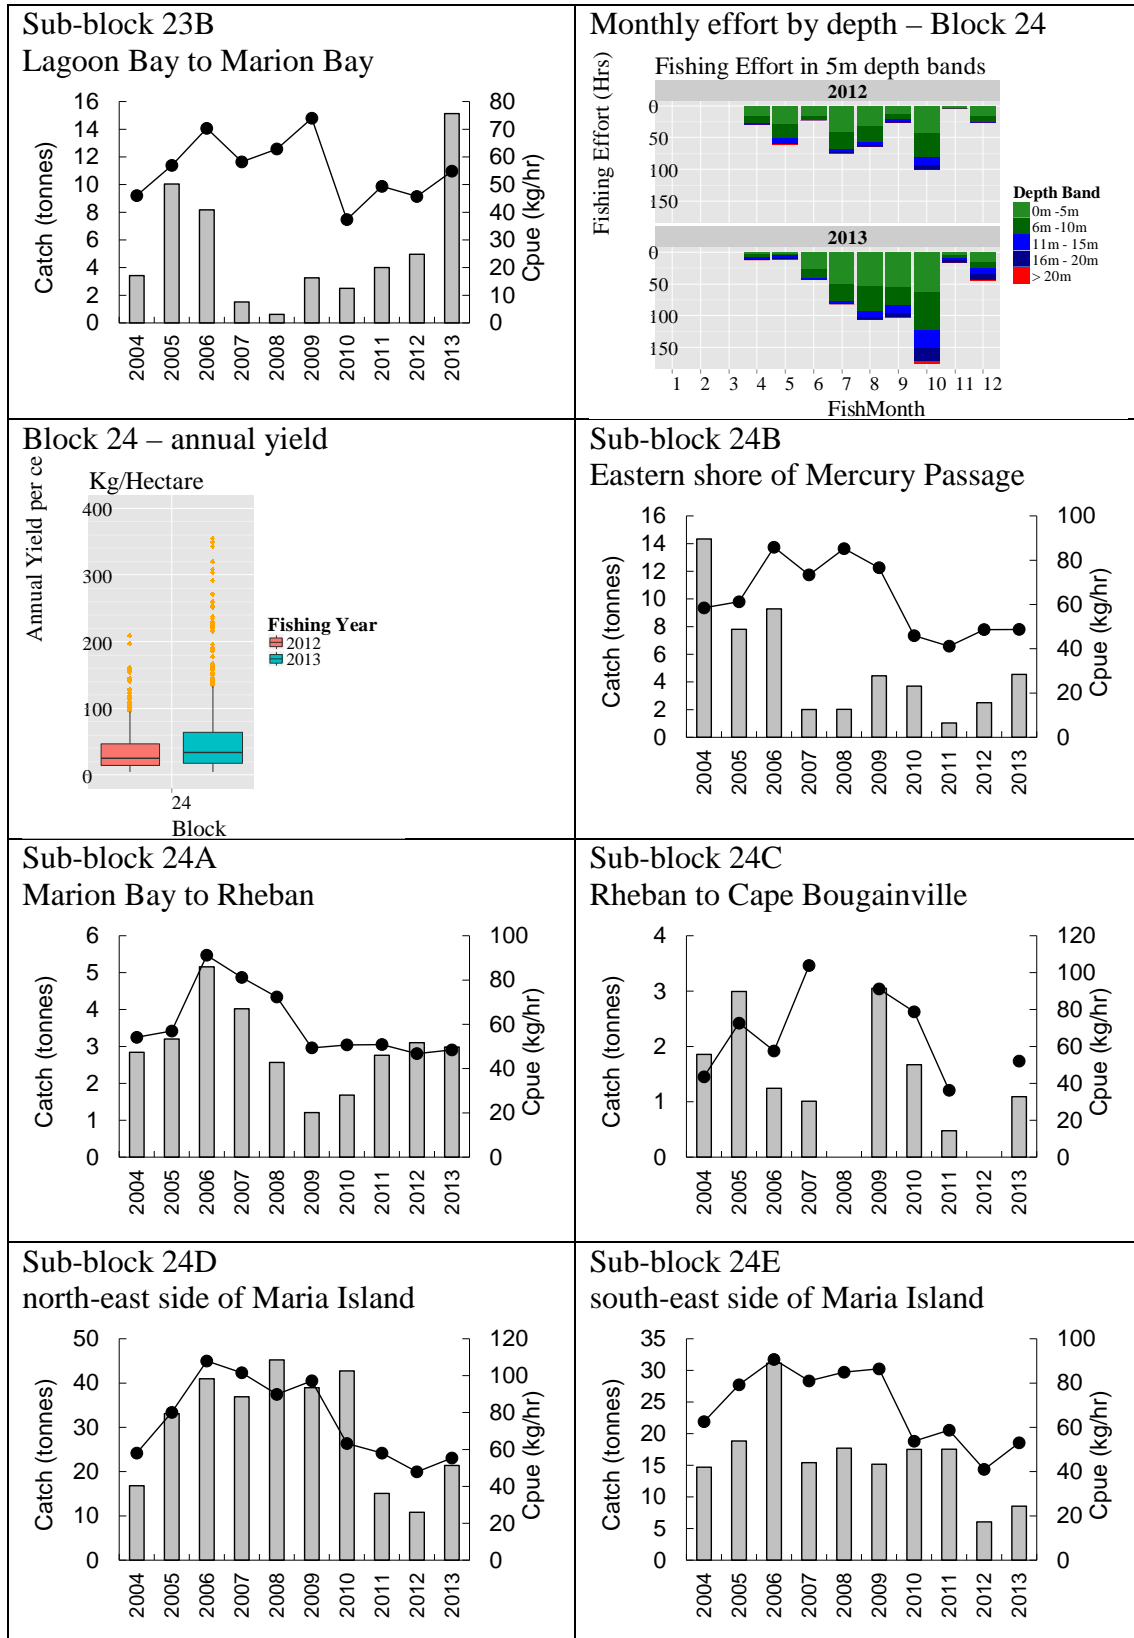 Sub-block 23B
Lagoon Bay to Marion Bay
16
14
12
10
8
6
4
2
0
Catch (tonnes)
80
70
60
50
40
30
20
10
0
Cpue (kg/hr)
2004 2005 2006 2007 2008 2009 2010 2011 2012 2013
Monthly effort by depth – Block 24
Fishing Effort in 5m depth bands
Fishing Effort (Hrs)
2012
0
50
100
150
2013
0
50
100
150
1 2 3 4 5 6 7 8 9 10 11 12
FishMonth
Depth Band
0m -5m
6m -10m
11m - 15m
16m - 20m
> 20m
Block 24 – annual yield
Kg/Hectare
Annual Yield per ce
400
300
200
100
0
24
Block
Fishing Year
2012
2013
Sub-block 24B
Eastern shore of Mercury Passage
16
14
12
10
8
6
4
2
0
Catch (tonnes)
100
80
60
40
20
0
Cpue (kg/hr)
2004 2005 2006 2007 2008 2009 2010 2011 2012 2013
Sub-block 24A
Marion Bay to Rheban
6
5
4
3
2
1
0
Catch (tonnes)
100
80
60
40
20
0
Cpue (kg/hr)
2004 2005 2006 2007 2008 2009 2010 2011 2012 2013
Sub-block 24C
Rheban to Cape Bougainville
4
3
2
1
0
Catch (tonnes)
120
100
80
60
40
20
0
Cpue (kg/hr)
2004 2005 2006 2007 2008 2009 2010 2011 2012 2013
Sub-block 24D
north-east side of Maria Island
50
40
30
20
10
0
Catch (tonnes)
120
100
80
60
40
20
0
Cpue (kg/hr)
2004 2005 2006 2007 2008 2009 2010 2011 2012 2013
Sub-block 24E
south-east side of Maria Island
35
30
25
20
15
10
5
0
Catch (tonnes)
100
80
60
40
20
0
Cpue (kg/hr)
2004 2005 2006 2007 2008 2009 2010 2011 2012 2013